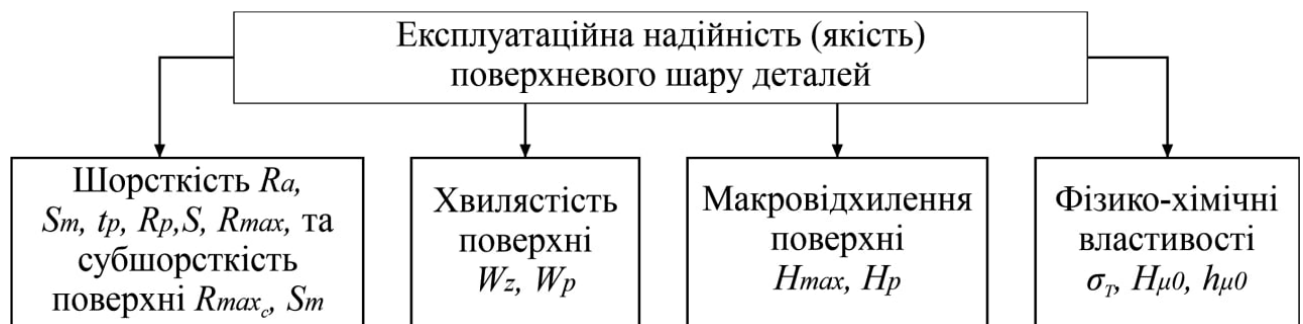 Експлуатаційна надійність (якість)
поверхневого шару деталей
Шорсткість Ra,
Sm, tp, Rp,S, Rmax, та
субшорсткість
поверхні Rmaxc, Sm
Хвилястість
поверхні
Wz, Wp
Макровідхилення
поверхні
Hmax, Hp
Фізико-хімічні
властивості
σT, Hμ0, hμ0